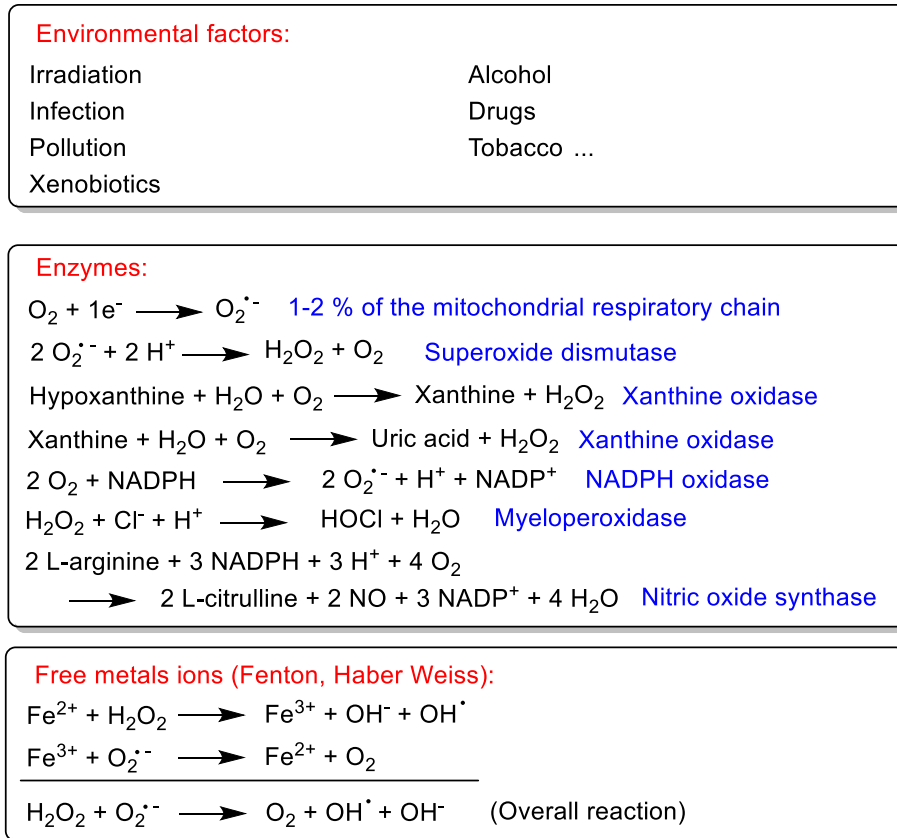 Environmental factors:
Irradiation Alcohol
Infection Drugs
Pollution Tobacco ...
Xenobiotics
Enzymes:
O₂ + 1e⁻ ⟶ O₂•⁻ 1-2 % of the mitochondrial respiratory chain
2 O₂•⁻ + 2 H⁺ ⟶ H₂O₂ + O₂ Superoxide dismutase
Hypoxanthine + H₂O + O₂ ⟶ Xanthine + H₂O₂ Xanthine oxidase
Xanthine + H₂O + O₂ ⟶ Uric acid + H₂O₂ Xanthine oxidase
2 O₂ + NADPH ⟶ 2 O₂•⁻ + H⁺ + NADP⁺ NADPH oxidase
H₂O₂ + Cl⁻ + H⁺ ⟶ HOCl + H₂O Myeloperoxidase
2 L-arginine + 3 NADPH + 3 H⁺ + 4 O₂
⟶ 2 L-citrulline + 2 NO + 3 NADP⁺ + 4 H₂O Nitric oxide synthase
Free metals ions (Fenton, Haber Weiss):
Fe²⁺ + H₂O₂ ⟶ Fe³⁺ + OH⁻ + OH•
Fe³⁺ + O₂•⁻ ⟶ Fe²⁺ + O₂
H₂O₂ + O₂•⁻ ⟶ O₂ + OH• + OH⁻ (Overall reaction)